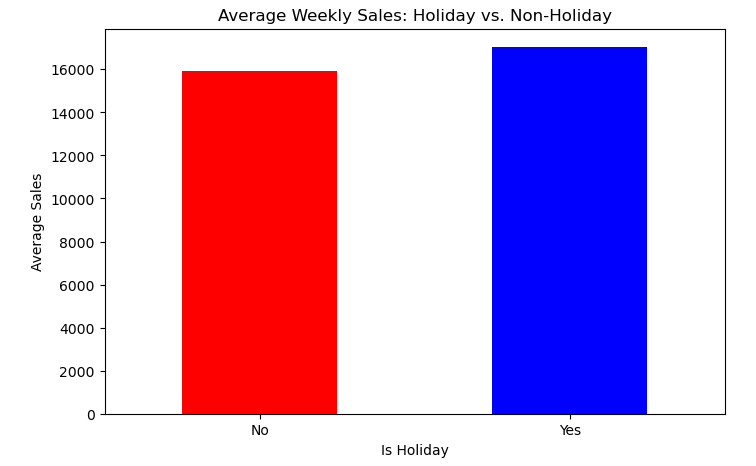 Average Weekly Sales: Holiday vs. Non-Holiday
16000
14000
12000
10000
8000
6000
4000
2000
0
Average Sales
No
Yes
Is Holiday